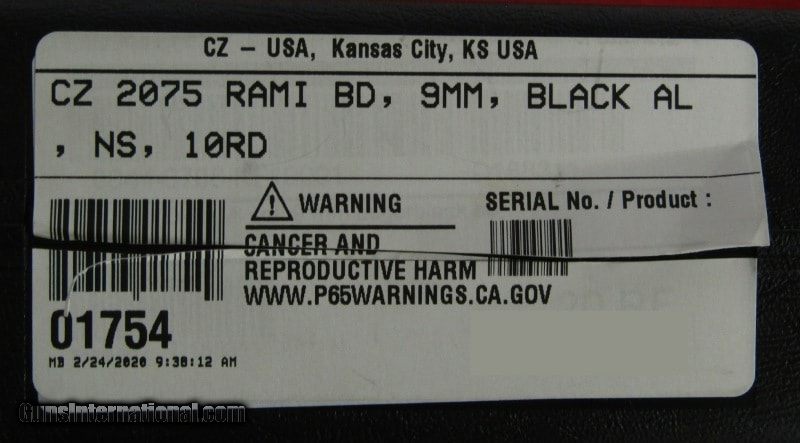 CZ - USA, Kansas City, KS USA
CZ 2075 RAMI BD, 9MM, BLACK AL
, NS, 10RD
WARNING
SERIAL No. / Product :
CANCER AND
REPRODUCTIVE HARM
WWW.P65WARNINGS.CA.GOV
01754
MB 2/24/2020 9:38:12 AM
GunsInternational.com